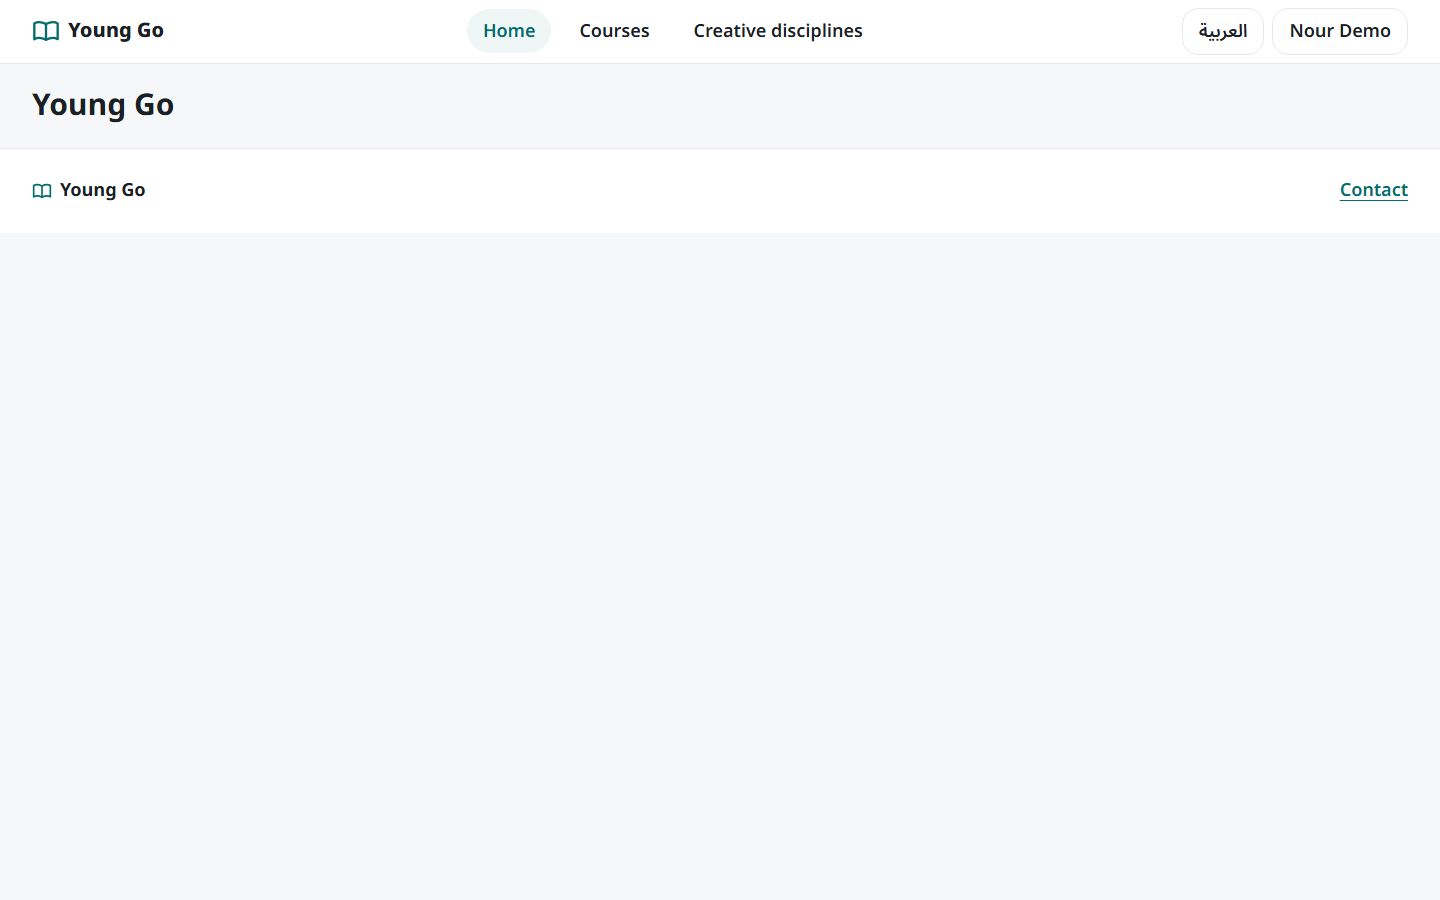 Young Go
Home
Courses
Creative disciplines
العربية
Nour Demo
Young Go
Young Go
Contact